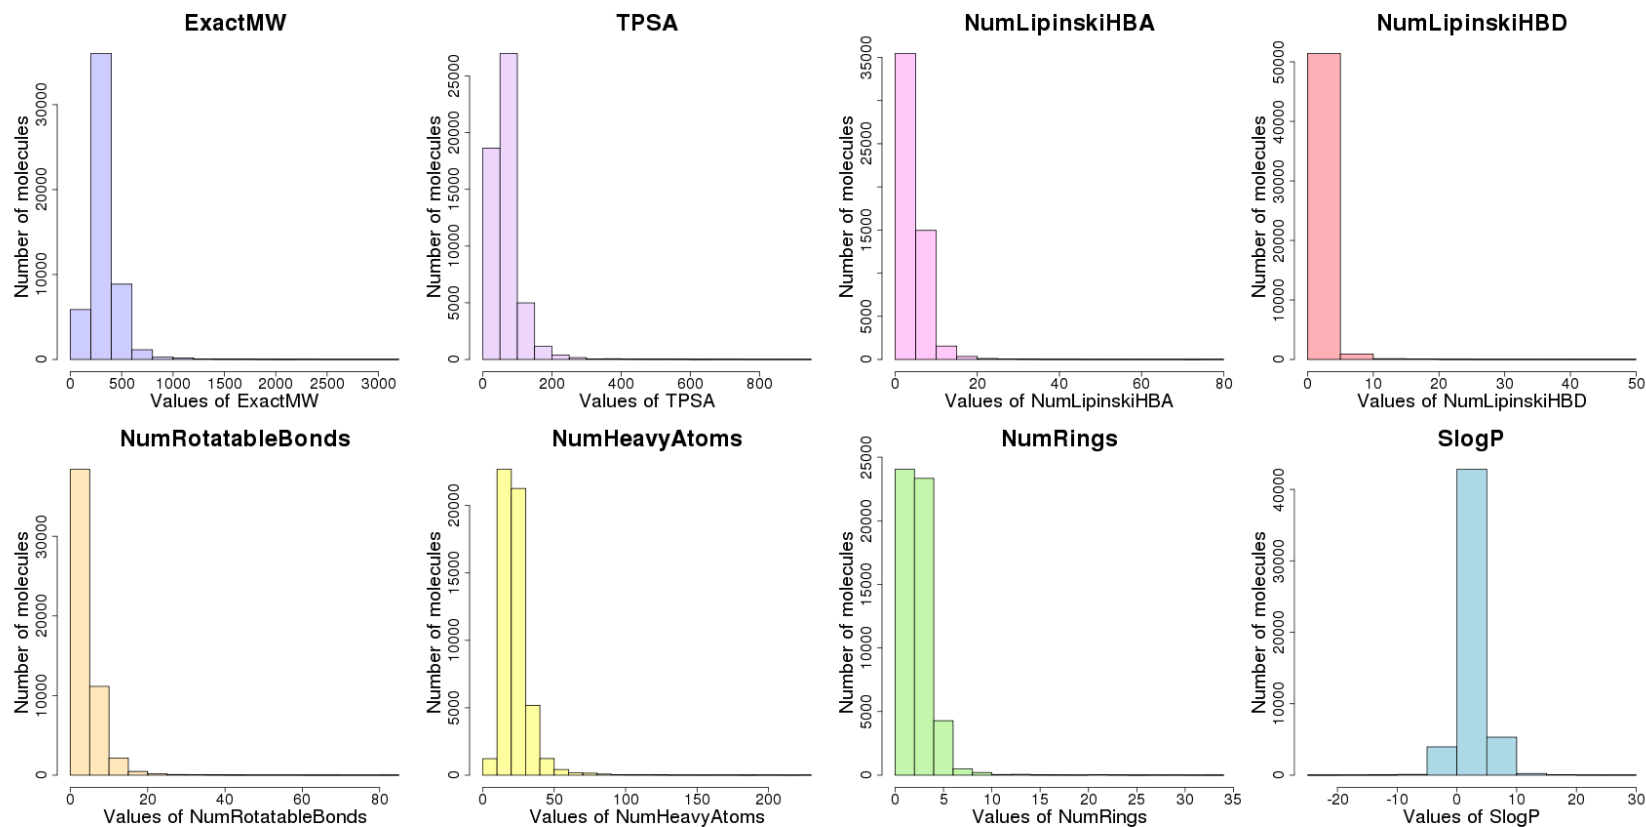 ExactMW
Number of molecules
0
10000
20000
30000
0 500 1000 1500 2000 2500 3000
Values of ExactMW
TPSA
Number of molecules
0
5000
10000
15000
20000
25000
0 200 400 600 800
Values of TPSA
NumLipinskiHBA
Number of molecules
0
5000
15000
25000
35000
0 20 40 60 80
Values of NumLipinskiHBA
NumLipinskiHBD
Number of molecules
0
10000
20000
30000
40000
50000
0 10 20 30 40 50
Values of NumLipinskiHBD
NumRotatableBonds
Number of molecules
0
10000
20000
30000
0 20 40 60 80
Values of NumRotatableBonds
NumHeavyAtoms
Number of molecules
0
5000
10000
15000
20000
0 50 100 150 200
Values of NumHeavyAtoms
NumRings
Number of molecules
0
5000
10000
15000
20000
25000
0 5 10 15 20 25 30 35
Values of NumRings
SlogP
Number of molecules
0
10000
20000
30000
40000
-20 -10 0 10 20 30
Values of SlogP